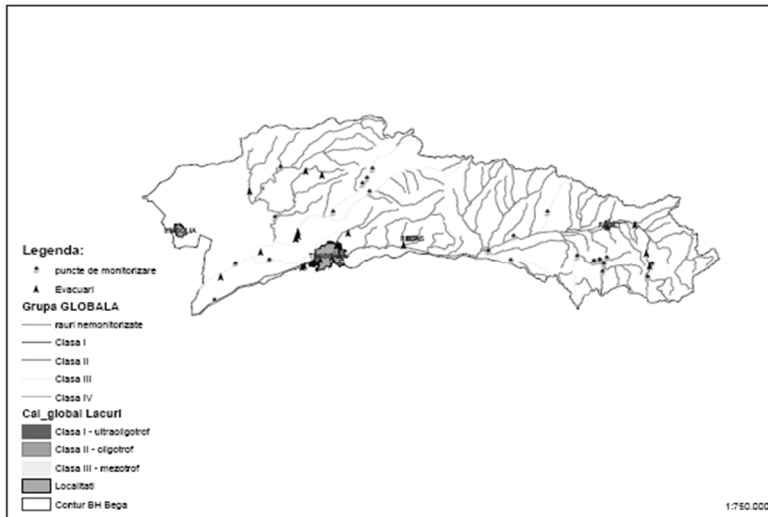 Legenda:
puncte de monitorizare
Evacuari
Grupa GLOBALA
rauri nemonitorizate
Clasa I
Clasa II
Clasa III
Clasa IV
Cal_global Lacuri
Clasa I - ultraoligotrof
Clasa II - oligotrof
Clasa III - mezotrof
Localitati
Contur BH Bega
1:750.000